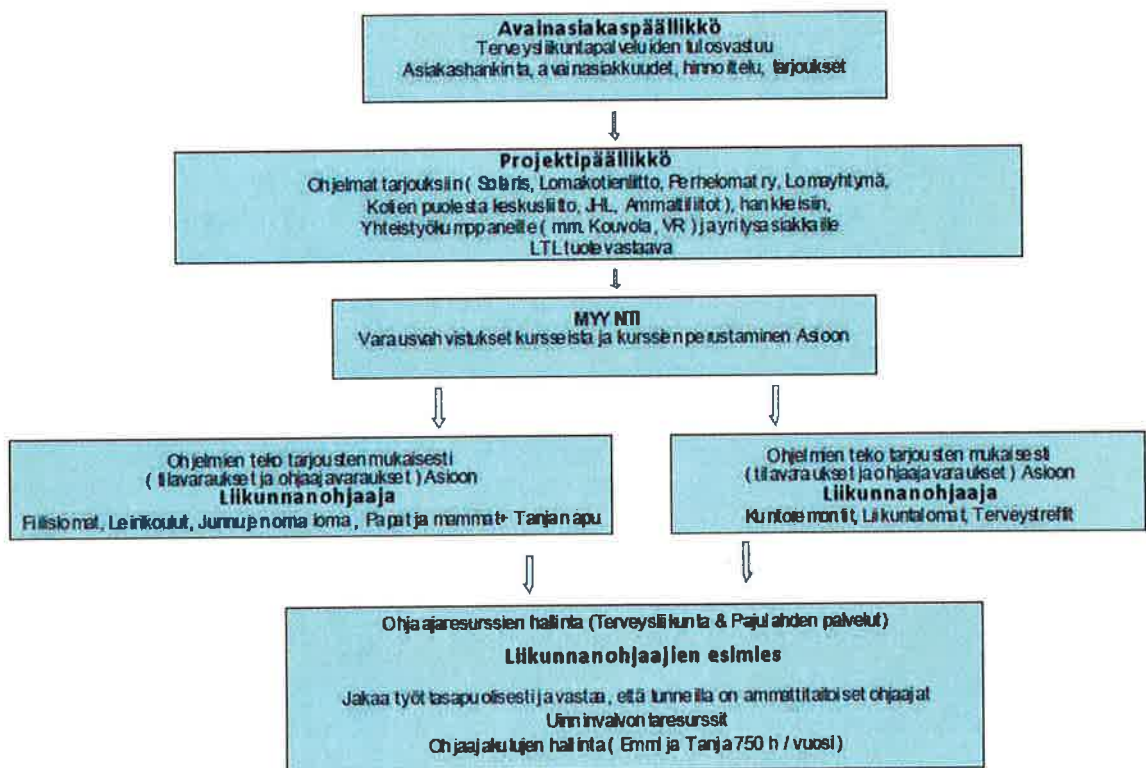 Avainasiakaspäällikkö
Terveysliikuntapalveluiden tulosvastuu
Asiakashankinta, avainasiakkuudet, hinnoittelu, tarjoukset
Projektipäällikkö
Ohjelmat tarjouksiin ( Solaris, Lomakotienliitto, Perhelomat ry, Lomayhtymä,
Kotien puolesta keskusliitto, JHL, Ammattiliitot ), hankkeisiin,
Yhteistyökumppaneille ( mm. Kouvola, VR ) ja yritysasiakkaille
LTL tuotevastaava
MYYNTI
Varausvahvistukset kursseista ja kurssien perustaminen Asioon
Ohjelmien teko tarjousten mukaisesti
( tilavaraukset ja ohjaajavaraukset ) Asioon
Liikunnanohjaaja
Fiilislomat, Leirikoulut, Junnujen oma loma, Papat ja mammat+ Tanjan apu
Ohjelmien teko tarjousten mukaisesti
(tilavaraukset ja ohjaajavaraukset ) Asioon
Liikunnanohjaaja
Kuntoremontit, Liikuntalomat, Terveystreffit
Ohjaajaresurssien hallinta (Terveysliikunta & Pajulahden palvelut)
Liikunnanohjaajien esimies
Jakaa työt tasapuolisesti ja vastaa, että tunneilla on ammattitaitoiset ohjaajat
Uinninvalvontaresurssit
Ohjaajakulujen hallinta ( Emmi ja Tanja 750 h / vuosi )